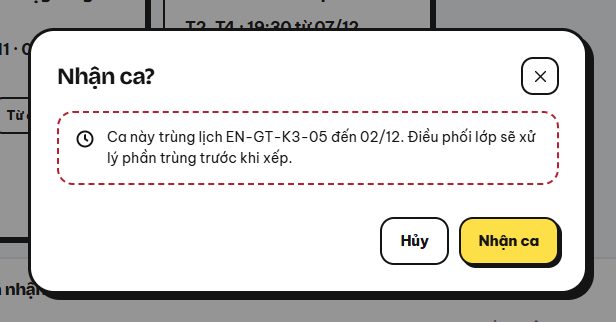 T2, T4 · 19:30 từ 07/12
Nhận ca?
Ca này trùng lịch EN-GT-K3-05 đến 02/12. Điều phối lớp sẽ xử
lý phần trùng trước khi xếp.
Hủy
Nhận ca